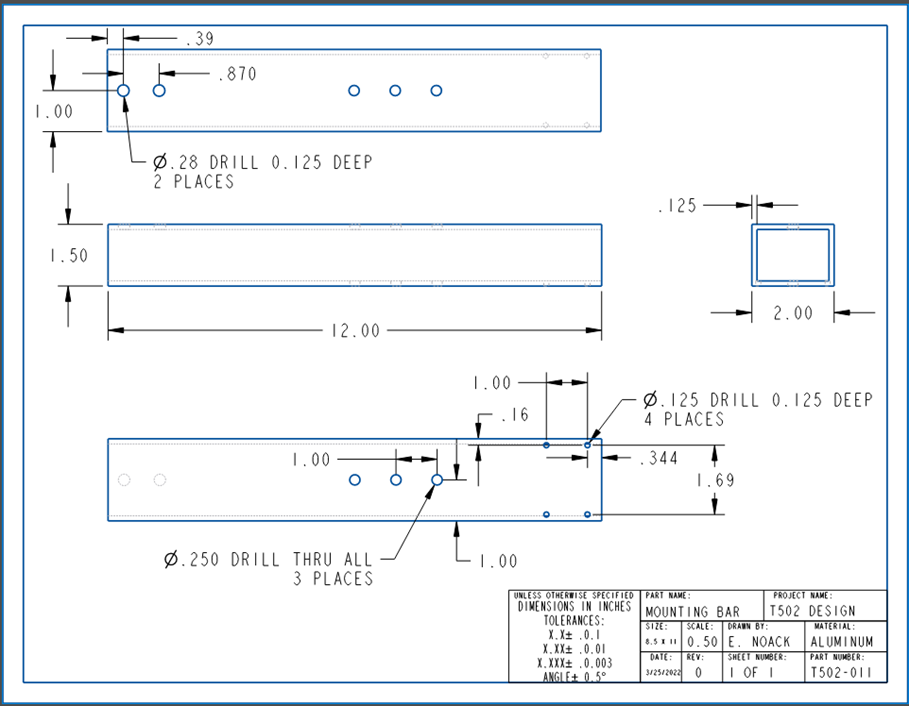 .39
.870
1.00
Ø.28 DRILL 0.125 DEEP
2 PLACES
.125
1.50
2.00
12.00
1.00
Ø.125 DRILL 0.125 DEEP
4 PLACES
.16
1.00
.344
1.69
Ø.250 DRILL THRU ALL
3 PLACES
1.00
UNLESS OTHERWISE SPECIFIED
DIMENSIONS IN INCHES
TOLERANCES:
X.X± .0.1
X.XX± .0.01
X.XXX± .0.003
ANGLE± 0.5°
PART NAME:
MOUNTING BAR
PROJECT NAME:
T502 DESIGN
SIZE:
8.5 X 11
SCALE:
0.50
DRAWN BY:
E. NOACK
MATERIAL:
ALUMINUM
DATE:
3/25/2022
REV:
0
SHEET NUMBER:
1 OF 1
PART NUMBER:
T502-011